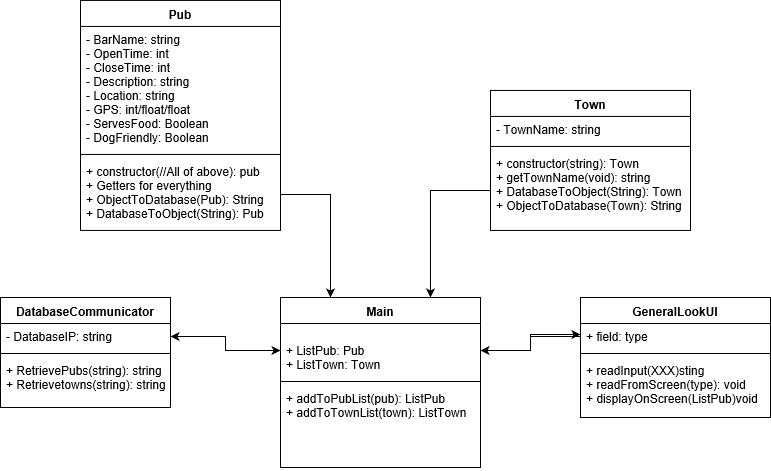 Pub
- BarName: string
- OpenTime: int
- CloseTime: int
- Description: string
- Location: string
- GPS: int/float/float
- ServesFood: Boolean
- DogFriendly: Boolean
+ constructor(//All of above): pub
+ Getters for everything
+ ObjectToDatabase(Pub): String
+ DatabaseToObject(String): Pub
Town
- TownName: string
+ constructor(string): Town
+ getTownName(void): string
+ DatabaseToObject(String): Town
+ ObjectToDatabase(Town): String
DatabaseCommunicator
- DatabaseIP: string
+ RetrievePubs(string): string
+ Retrievetowns(string): string
Main
+ ListPub: Pub
+ ListTown: Town
+ addToPubList(pub): ListPub
+ addToTownList(town): ListTown
GeneralLookUI
+ field: type
+ readInput(XXX)sting
+ readFromScreen(type): void
+ displayOnScreen(ListPub)void